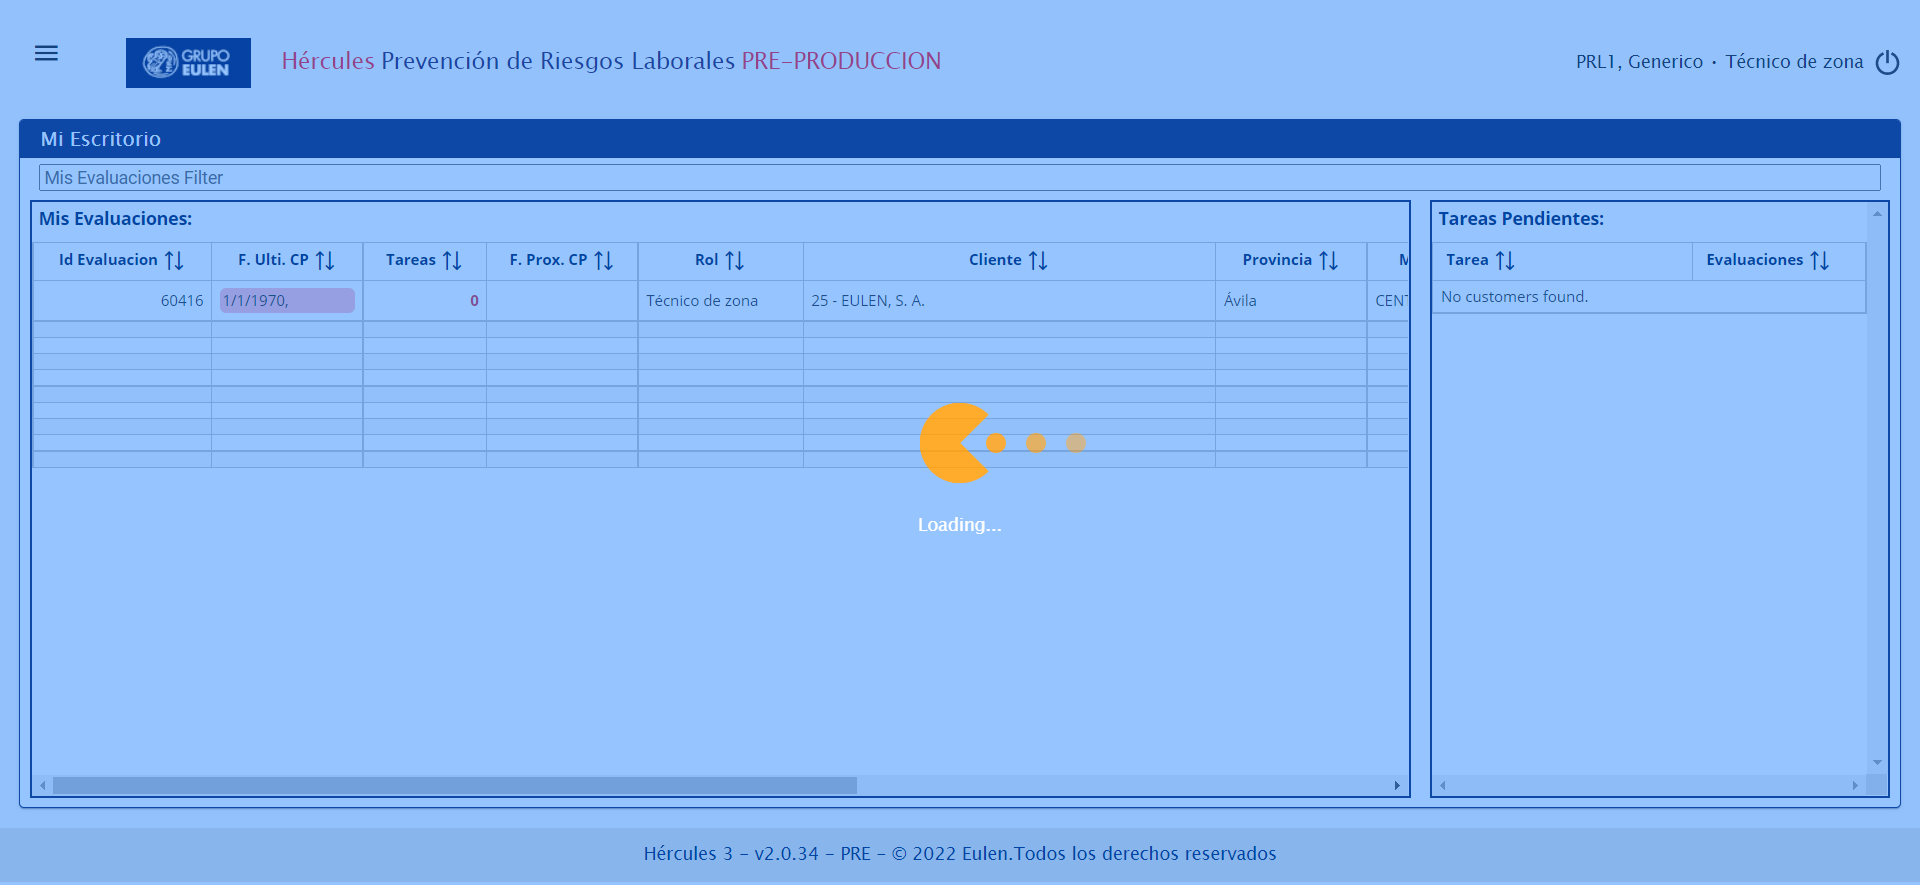 GRUPO
EULEN
Hércules Prevención de Riesgos Laborales PRE-PRODUCCION
PRL1, Generico · Técnico de zona
Mi Escritorio
Mis Evaluaciones Filter
Mis Evaluaciones:
Id Evaluacion F. Ulti. CP Tareas F. Prox. CP Rol Cliente Provincia
60416 1/1/1970, 0 Técnico de zona 25 - EULEN, S. A. Ávila CENT
Tareas Pendientes:
Tarea Evaluaciones
No customers found.
Loading...
Hércules 3 - v2.0.34 - PRE - © 2022 Eulen.Todos los derechos reservados